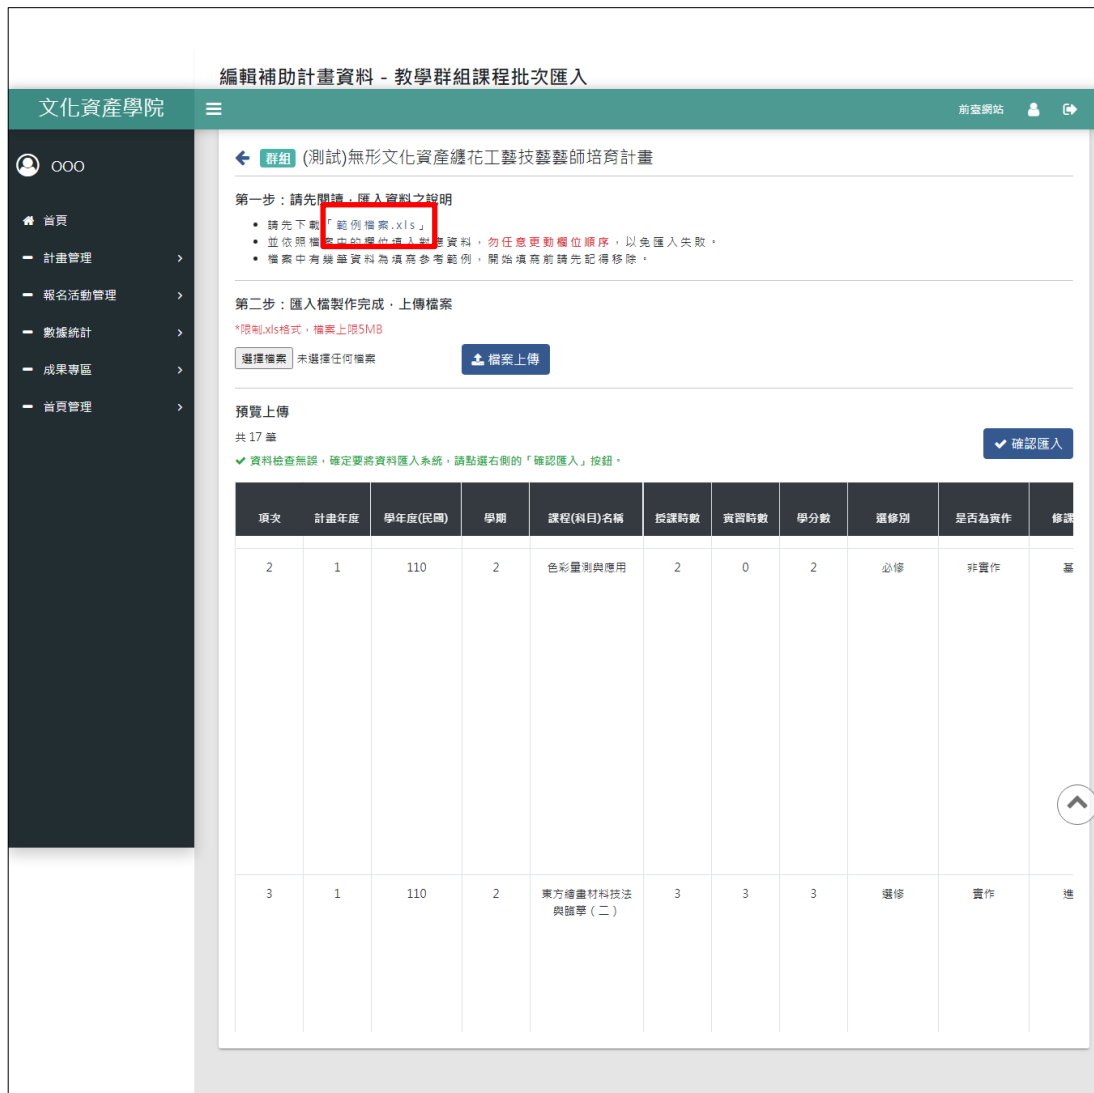 編輯補助計畫資料 - 教學群組課程批次匯入
文化資產學院
前臺網站
OOO
首頁
計畫管理
報名活動管理
數據統計
成果專區
首頁管理
群組 (測試)無形文化資產纏花工藝技藝藝師培育計畫
第一步：請先閱讀，匯入資料之說明
請先下載「範例檔案.xls」
並依照檔案中的欄位填入對應資料，勿任意更動欄位順序，以免匯入失敗。
檔案中有幾筆資料為填寫參考範例，開始填寫前請先記得移除。
第二步：匯入檔製作完成，上傳檔案
*限制.xls格式，檔案上限5MB
選擇檔案 未選擇任何檔案 檔案上傳
預覽上傳
共 17 筆
資料檢查無誤，確定要將資料匯入系統，請點選右側的「確認匯入」按鈕。
確認匯入
項次 計畫年度 學年度(民國) 學期 課程(科目)名稱 授課時數 實習時數 學分數 選修別 是否為實作 修課
2 1 110 2 色彩量測與應用 2 0 2 必修 非實作 基
3 1 110 2 東方繪畫材料技法 3 3 3 選修 實作 進
與臨摹（二）